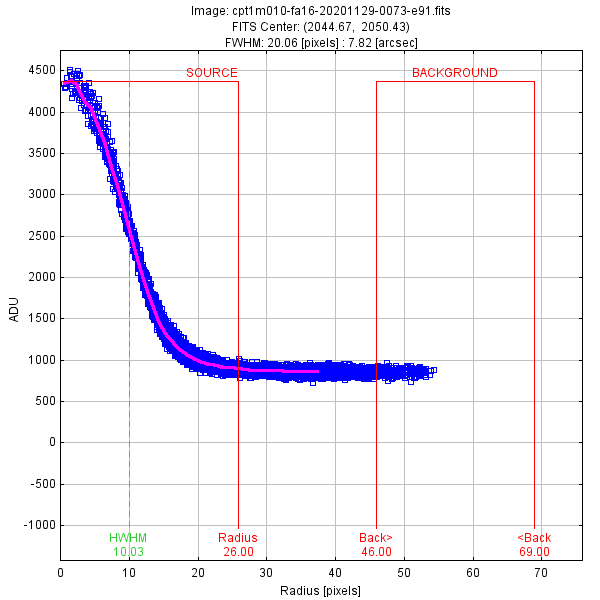 Image: cpt1m010-fa16-20201129-0073-e91.fits
FITS Center: (2044.67, 2050.43)
FWHM: 20.06 [pixels] : 7.82 [arcsec]
SOURCE
BACKGROUND
4500
4000
3500
3000
2500
2000
1500
1000
500
0
-500
-1000
ADU
HWHM
10.03
Radius
26.00
Back>
46.00
<Back
69.00
0 10 20 30 40 50 60 70
Radius [pixels]